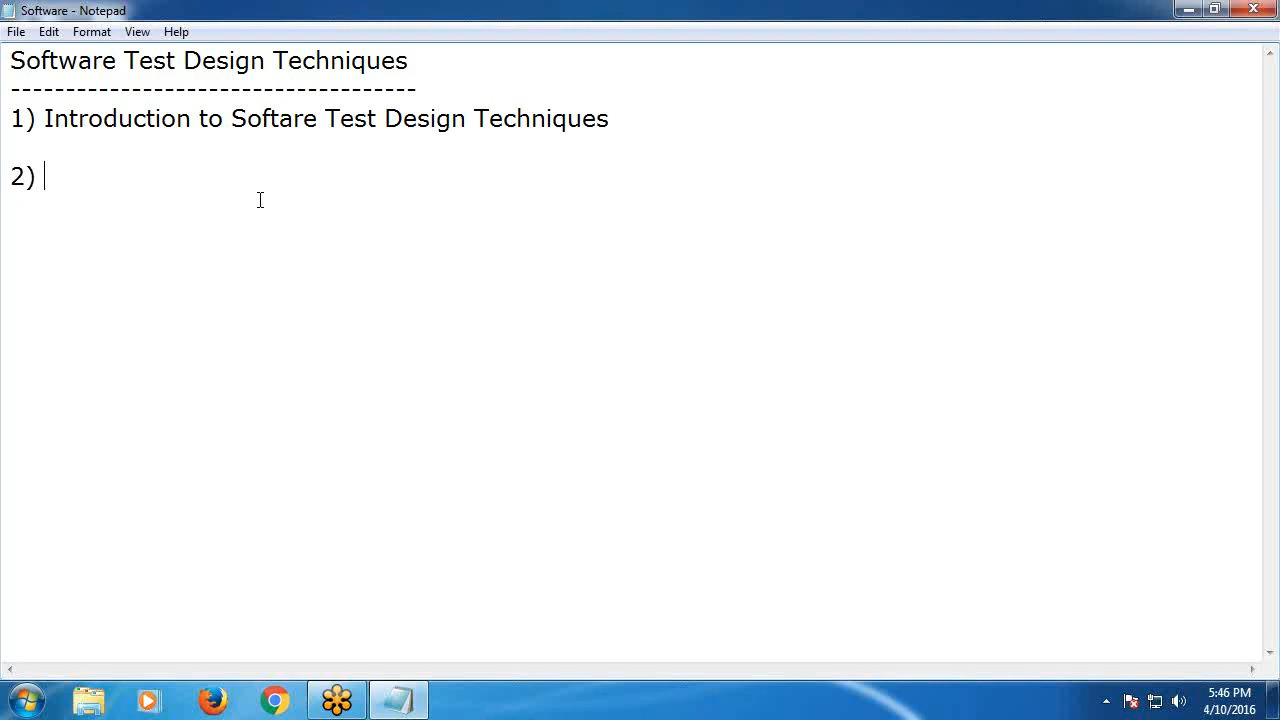 Software - Notepad
File Edit Format View Help
Software Test Design Techniques
-------------------------------------
1) Introduction to Softare Test Design Techniques
2)
5:46 PM
4/10/2016